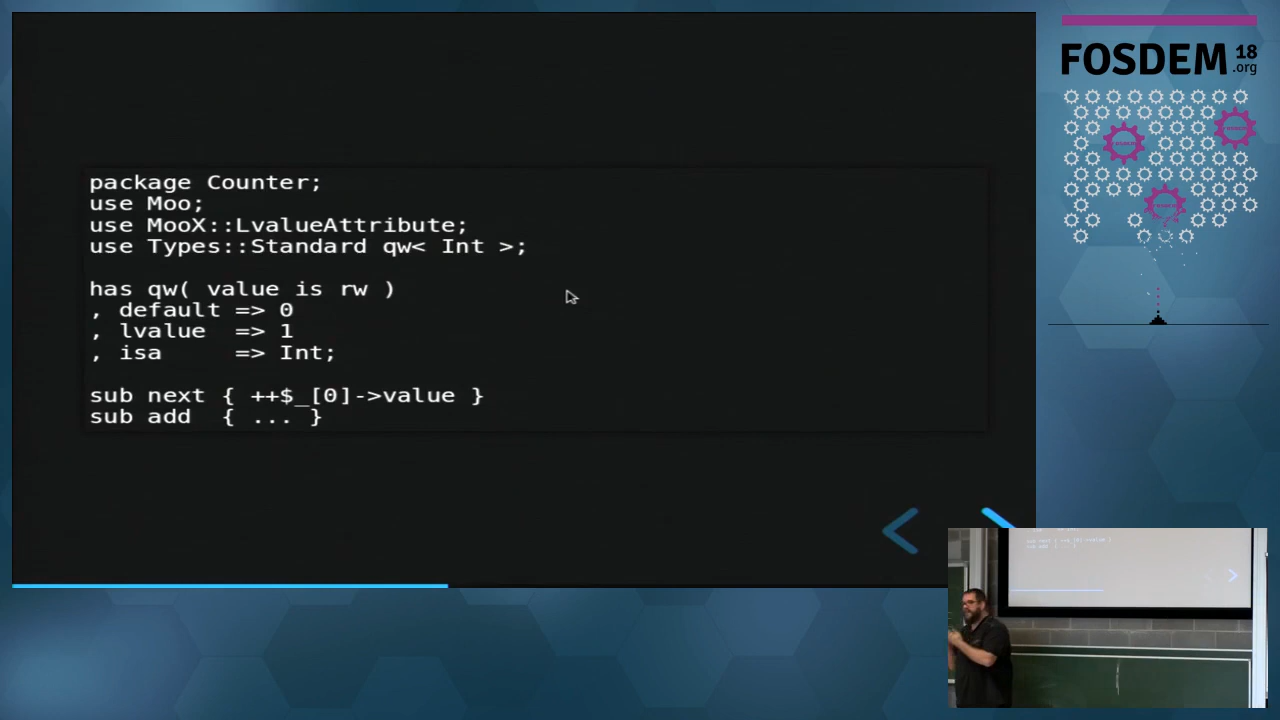 package Counter;
use Moo;
use MooX::LvalueAttribute;
use Types::Standard qw< Int >;
has qw( value is rw )
, default => 0
, lvalue  => 1
, isa     => Int;
sub next { ++$_[0]->value }
sub add  { ... }
FOSDEM 18
.org